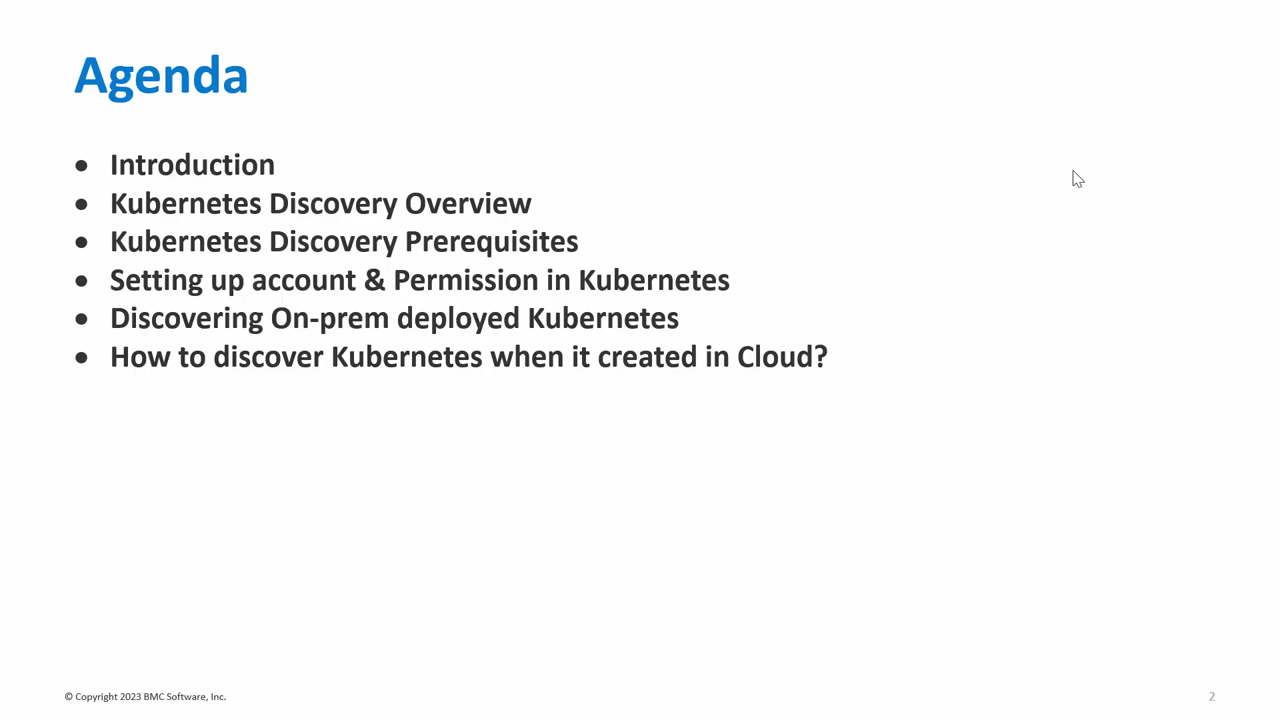 Agenda
• Introduction
• Kubernetes Discovery Overview
• Kubernetes Discovery Prerequisites
• Setting up account & Permission in Kubernetes
• Discovering On-prem deployed Kubernetes
• How to discover Kubernetes when it created in Cloud?
© Copyright 2023 BMC Software, Inc.
2